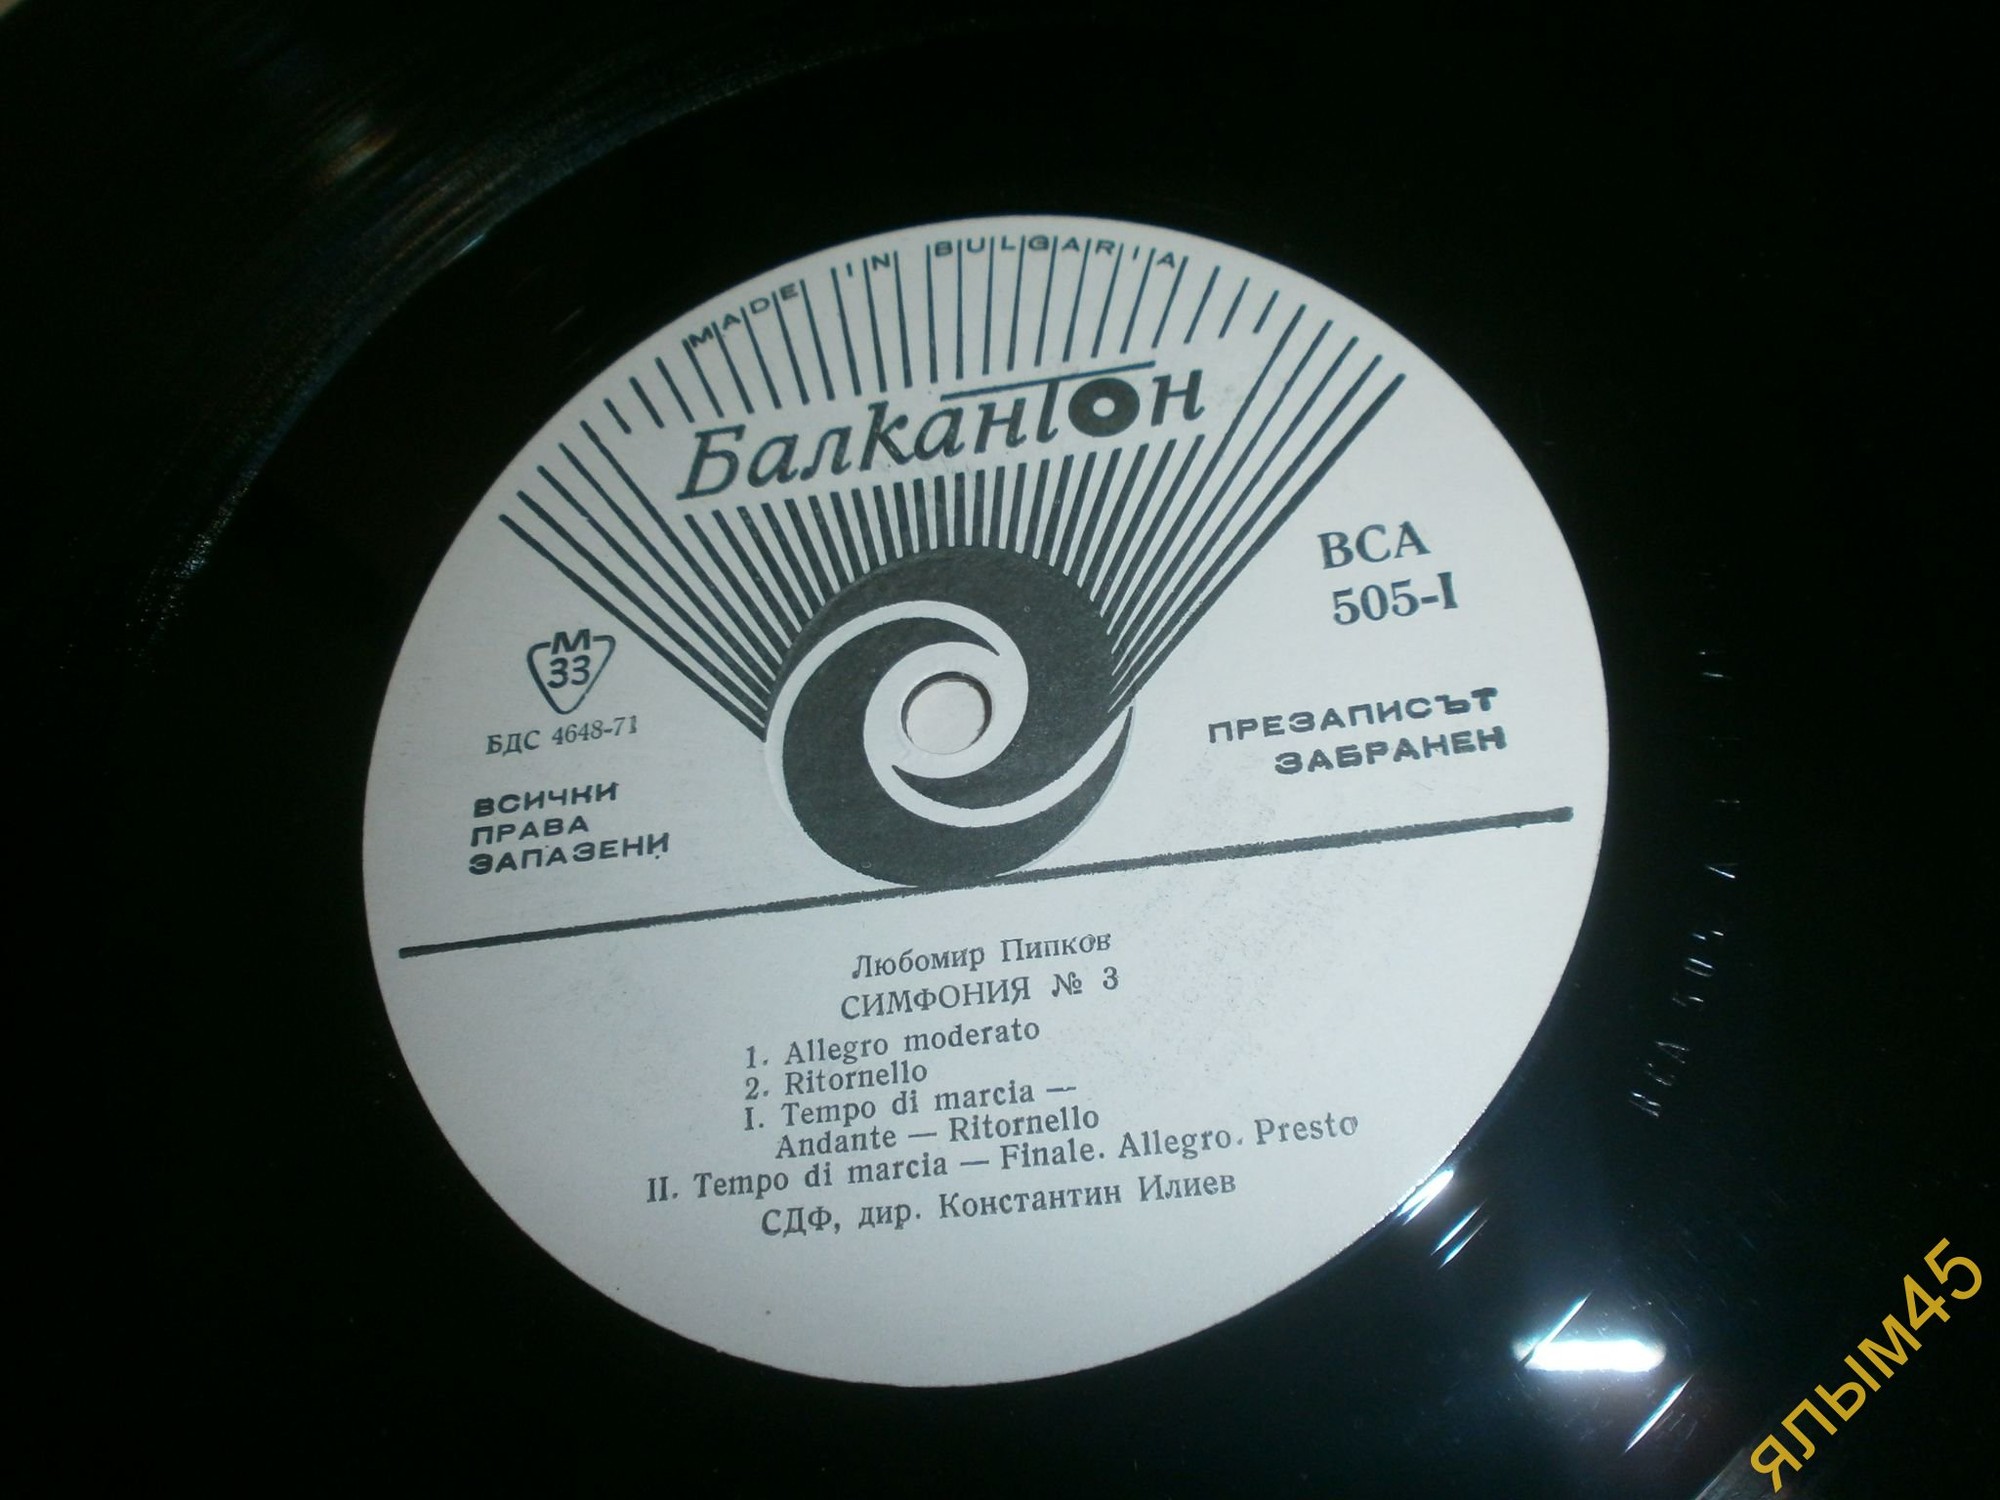 MADE IN BULGARIA
Балкантон
ВСА
505-I
М
33
БДС 4648-71
ВСИЧКИ
ПРАВА
ЗАПАЗЕНИ
ПРЕЗАПИСЪТ
ЗАБРАНЕН
Любомир Пипков
СИМФОНИЯ № 3
1. Allegro moderato
2. Ritornello
I. Tempo di marcia —
Andante — Ritornello
II. Tempo di marcia — Finale. Allegro. Presto
СДФ, дир. Константин Илиев
ялым45